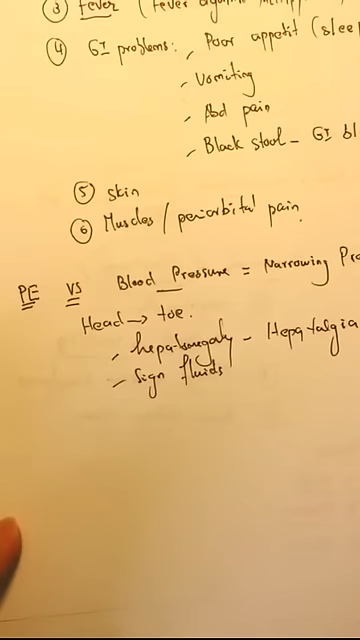 ③ Fever (Fever
④ GI problems: - Poor appetit (slee
- Vomiting
- Abd pain
- Black stool - GI bl
⑤ skin
⑥ Muscles / periorbital pain.
PE VS Blood Pressure = Narrowing Pre
Head → toe.
- hepatomegaly - Hepatalgia
- sign fluids